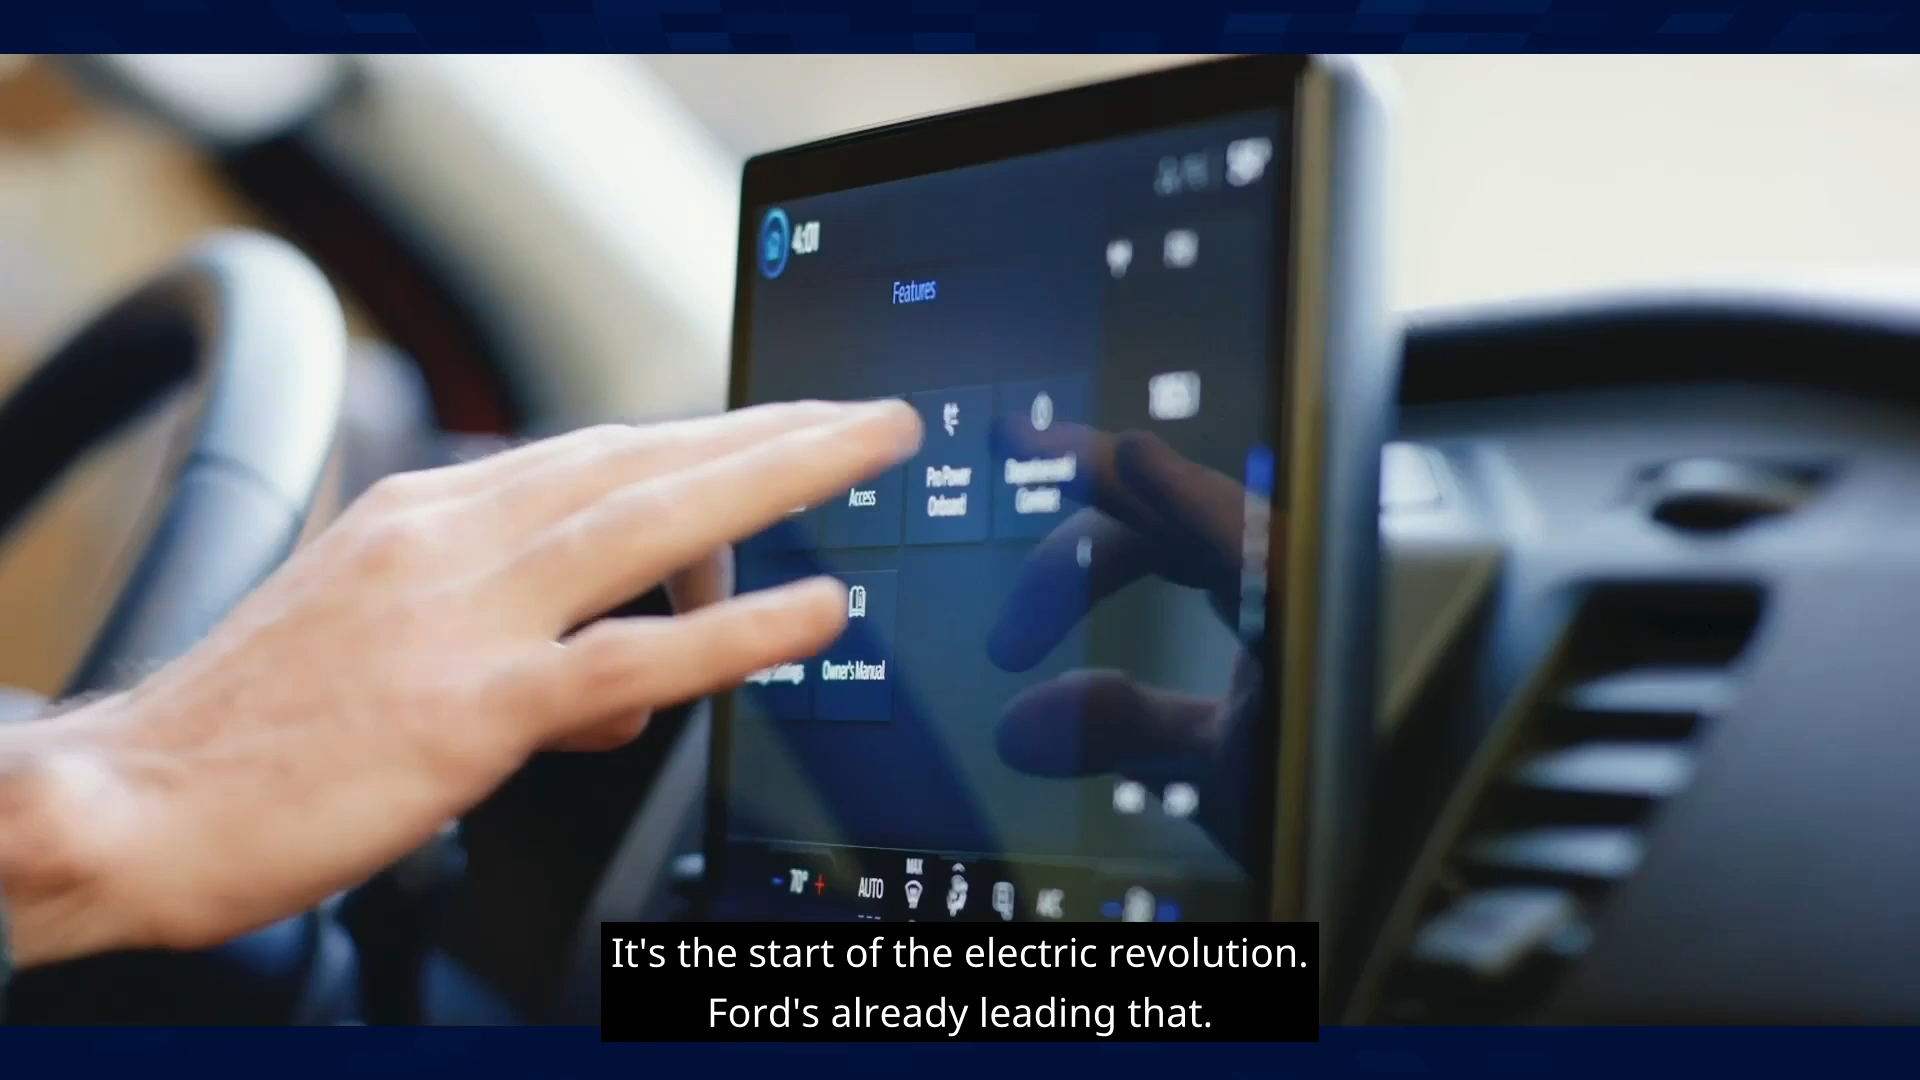 4:01
Features
Access
Pro Power
Onboard
Owner's Manual
70°
AUTO
MAX
A/C
It's the start of the electric revolution.
Ford's already leading that.